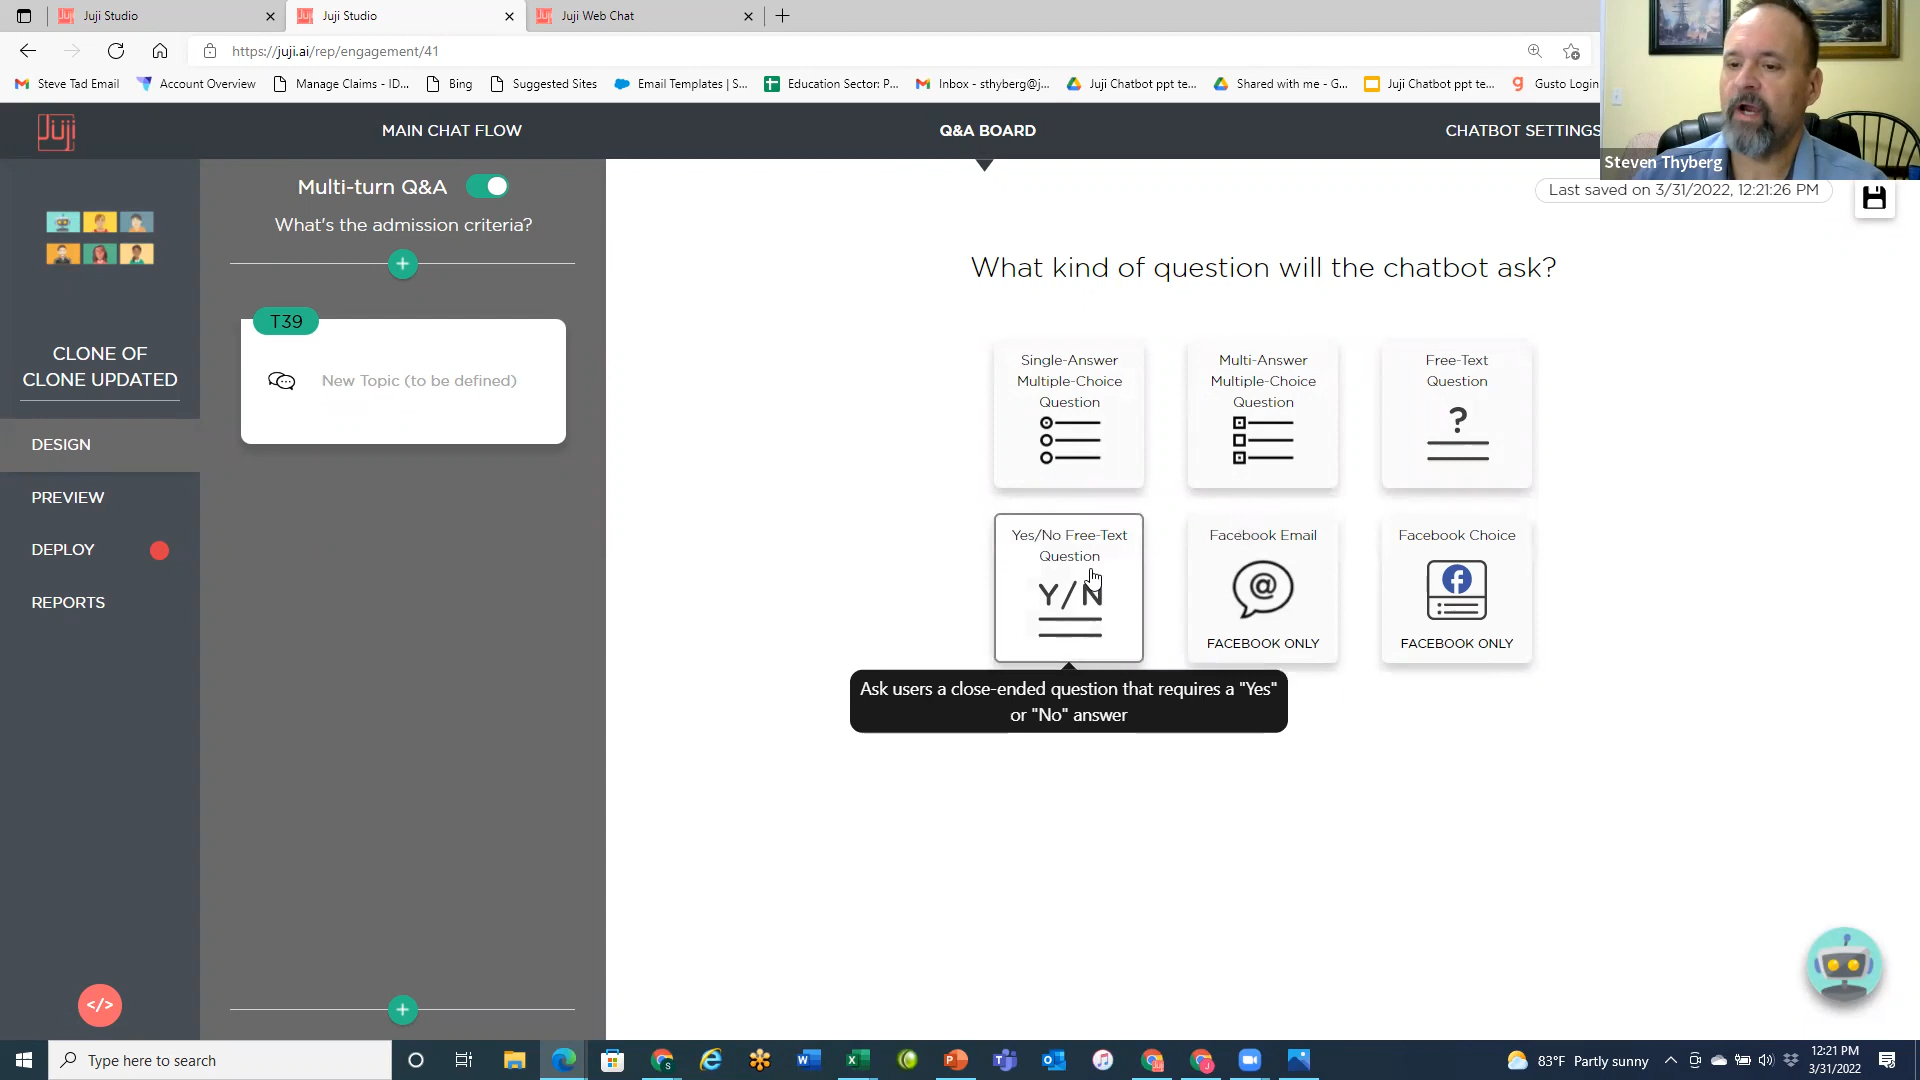 Juji Studio
Juji Studio
Juji Web Chat
https://juji.ai/rep/engagement/41
Steve Tad Email
Account Overview
Manage Claims - ID...
Bing
Suggested Sites
Email Templates | S...
Education Sector: P...
Inbox - sthyberg@j...
Juji Chatbot ppt te...
Shared with me - G...
Juji Chatbot ppt te...
Gusto Login
Juji
MAIN CHAT FLOW
Q&A BOARD
CHATBOT SETTINGS
Steven Thyberg
Last saved on 3/31/2022, 12:21:26 PM
Multi-turn Q&A
What's the admission criteria?
T39
New Topic (to be defined)
CLONE OF
CLONE UPDATED
DESIGN
PREVIEW
DEPLOY
REPORTS
</>
What kind of question will the chatbot ask?
Single-Answer
Multiple-Choice
Question
Multi-Answer
Multiple-Choice
Question
Free-Text
Question
?
Yes/No Free-Text
Question
Y/N
Facebook Email
@
FACEBOOK ONLY
Facebook Choice
FACEBOOK ONLY
Ask users a close-ended question that requires a "Yes"
or "No" answer
Type here to search
83°F Partly sunny
12:21 PM
3/31/2022